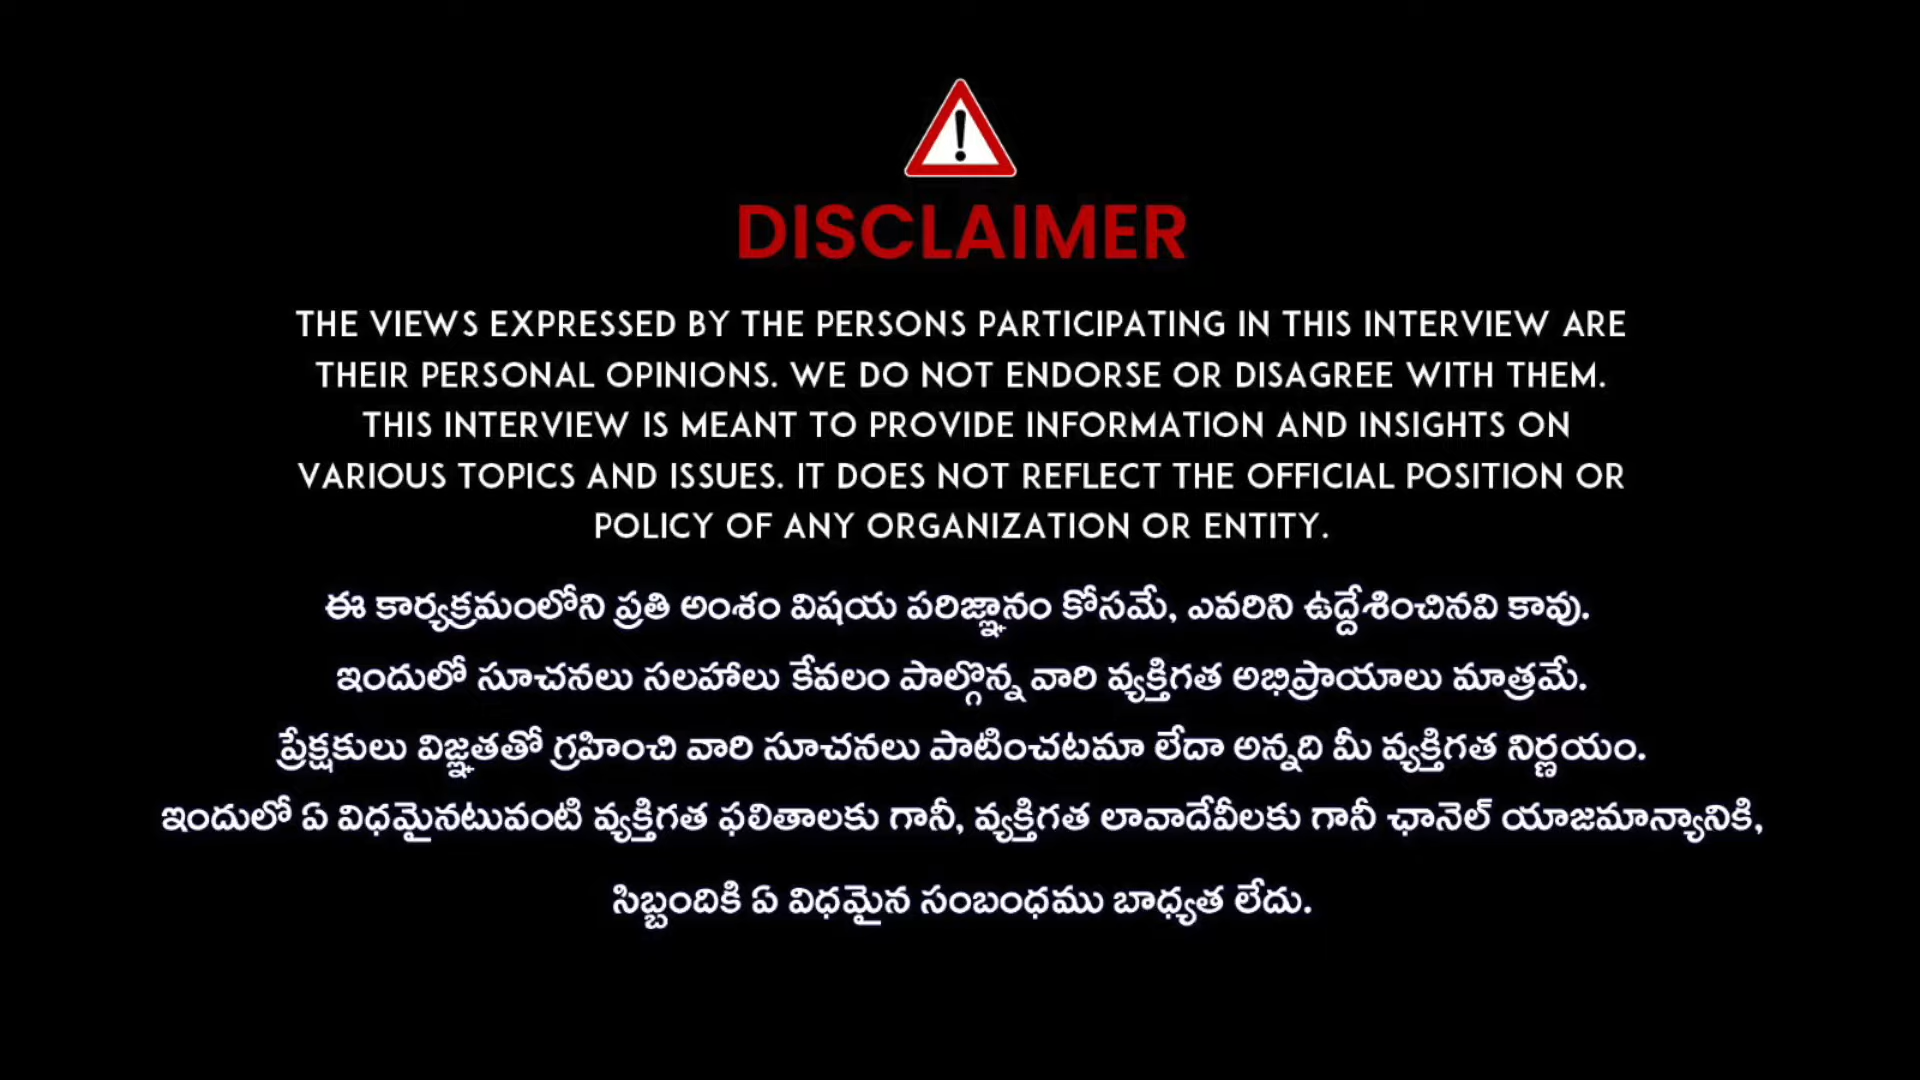 DISCLAIMER
THE VIEWS EXPRESSED BY THE PERSONS PARTICIPATING IN THIS INTERVIEW ARE
THEIR PERSONAL OPINIONS. WE DO NOT ENDORSE OR DISAGREE WITH THEM.
THIS INTERVIEW IS MEANT TO PROVIDE INFORMATION AND INSIGHTS ON
VARIOUS TOPICS AND ISSUES. IT DOES NOT REFLECT THE OFFICIAL POSITION OR
POLICY OF ANY ORGANIZATION OR ENTITY.
ఈ కార్యక్రమంలోని ప్రతి అంశం విషయ పరిజ్ఞానం కోసమే, ఎవరిని ఉద్దేశించినవి కావు.
ఇందులో సూచనలు సలహాలు కేవలం పాల్గొన్న వారి వ్యక్తిగత అభిప్రాయాలు మాత్రమే.
ప్రేక్షకులు విజ్ఞతతో గ్రహించి వారి సూచనలు పాటించటమా లేదా అన్నది మీ వ్యక్తిగత నిర్ణయం.
ఇందులో ఏ విధమైనటువంటి వ్యక్తిగత ఫలితాలకు గానీ, వ్యక్తిగత లావాదేవీలకు గానీ ఛానెల్ యాజమాన్యానికి,
సిబ్బందికి ఏ విధమైన సంబంధము బాధ్యత లేదు.